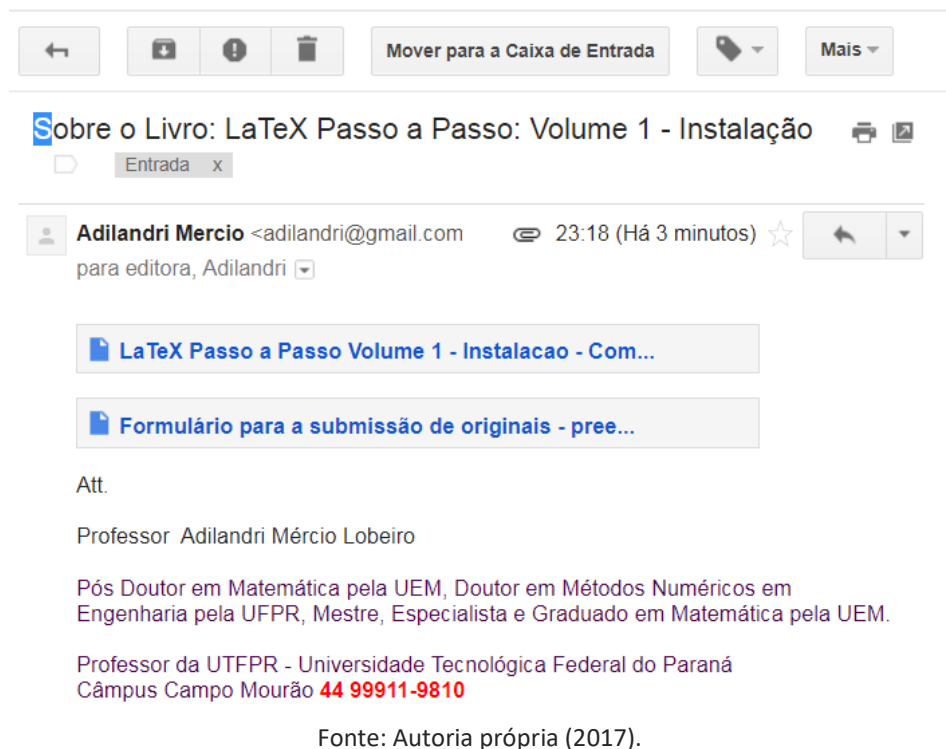 Mover para a Caixa de Entrada
Mais
Sobre o Livro: LaTeX Passo a Passo: Volume 1 - Instalação
Entrada x
Adilandri Mercio <adilandri@gmail.com 23:18 (Há 3 minutos)
para editora, Adilandri
LaTeX Passo a Passo Volume 1 - Instalacao - Com...
Formulário para a submissão de originais - pree...
Att.
Professor Adilandri Mércio Lobeiro
Pós Doutor em Matemática pela UEM, Doutor em Métodos Numéricos em
Engenharia pela UFPR, Mestre, Especialista e Graduado em Matemática pela UEM.
Professor da UTFPR - Universidade Tecnológica Federal do Paraná
Câmpus Campo Mourão 44 99911-9810
Fonte: Autoria própria (2017).